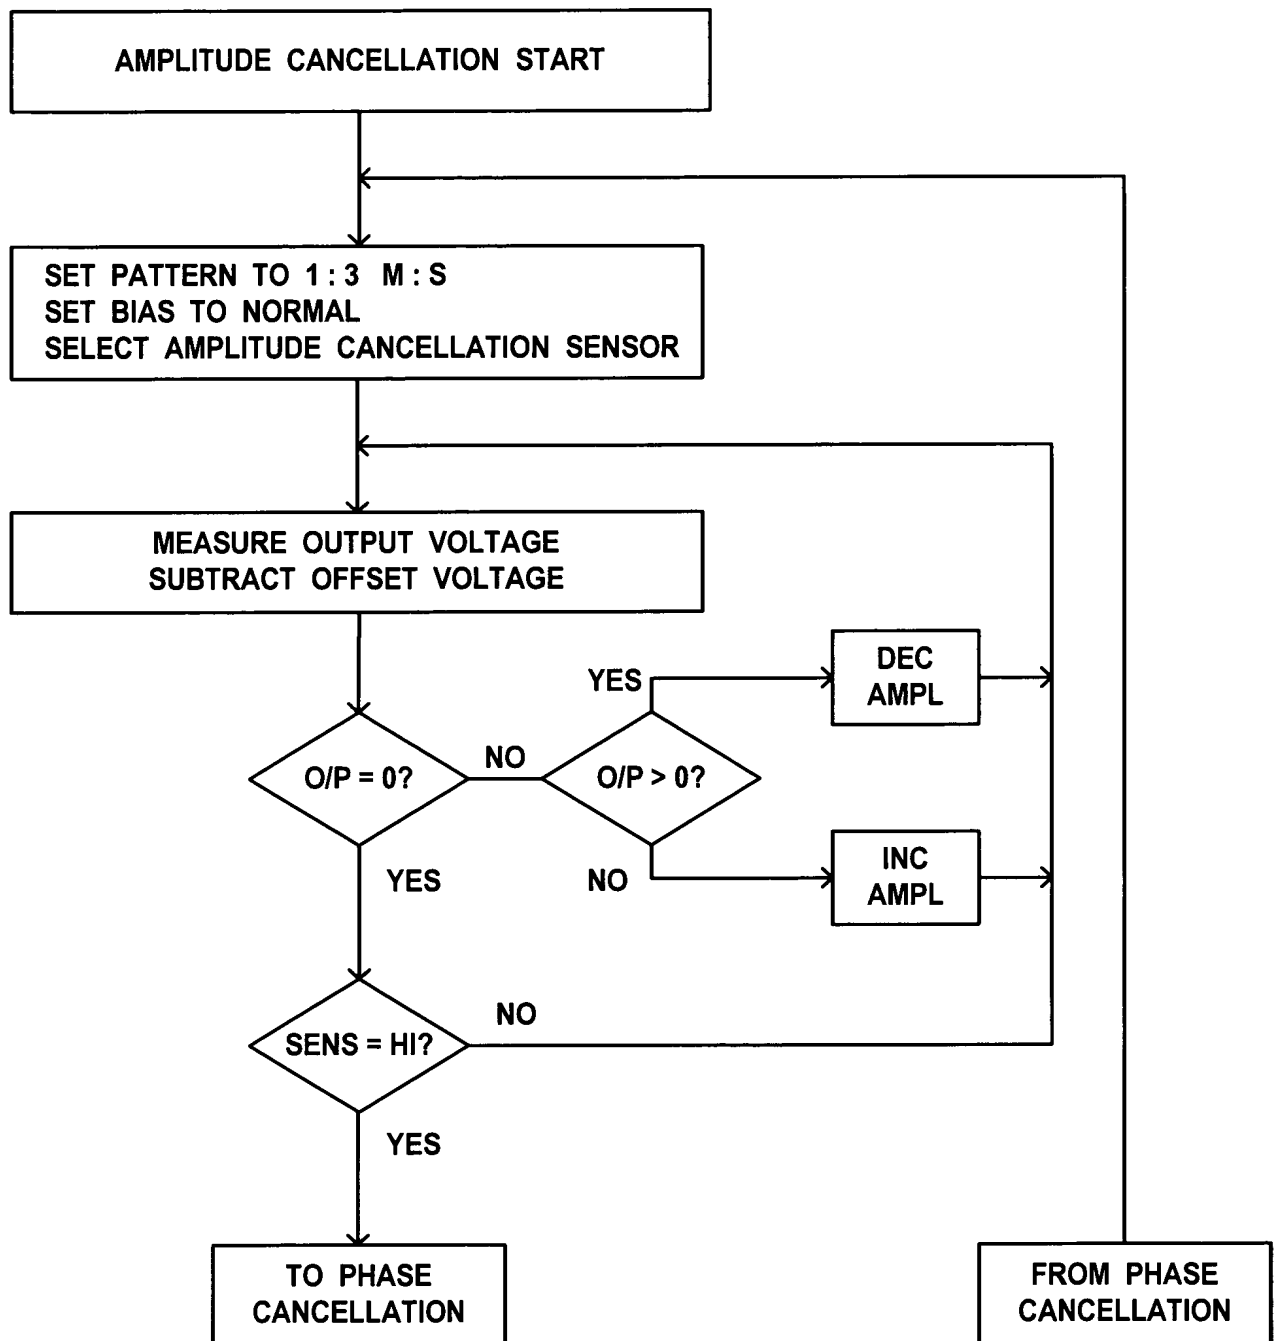 AMPLITUDE CANCELLATION START
SET PATTERN TO 1 : 3 M : S
SET BIAS TO NORMAL
SELECT AMPLITUDE CANCELLATION SENSOR
MEASURE OUTPUT VOLTAGE
SUBTRACT OFFSET VOLTAGE
DEC
AMPL
YES
O/P = 0?
NO
O/P > 0?
YES
NO
INC
AMPL
SENS = HI?
NO
YES
TO PHASE
CANCELLATION
FROM PHASE
CANCELLATION